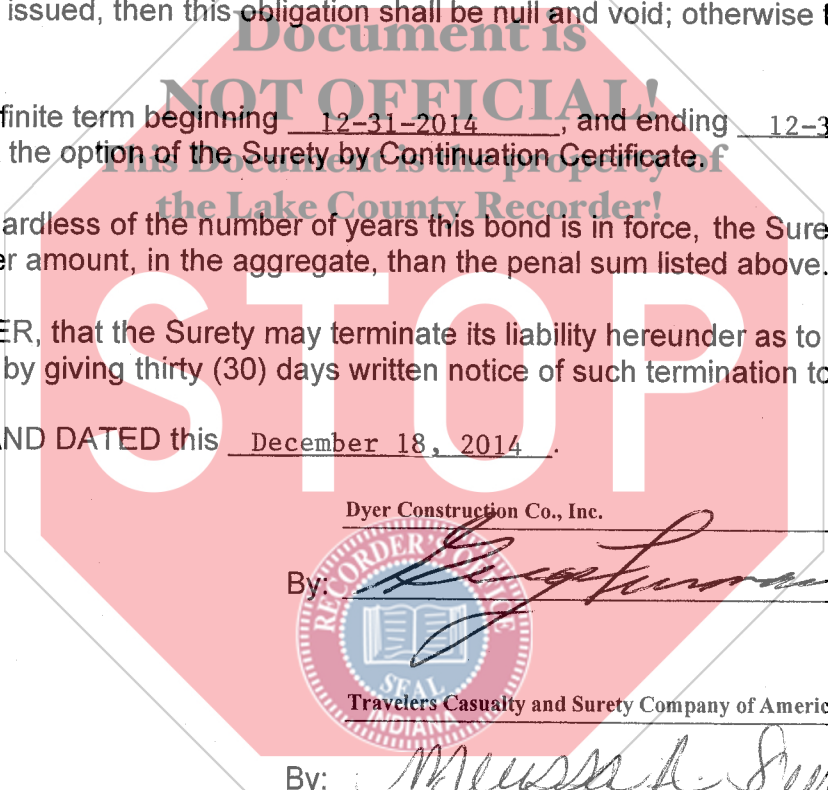 issued, then this obligation shall be null and void; otherwise
Document is
NOT OFFICIAL!
finite term beginning 12-31-2014, and ending 12-3
the option of the Surety by Continuation Certificate.
This Document is the property of
the Lake County Recorder!
ardless of the number of years this bond is in force, the Sure
er amount, in the aggregate, than the penal sum listed above.
STOP
ER, that the Surety may terminate its liability hereunder as to
by giving thirty (30) days written notice of such termination to
AND DATED this December 18, 2014.
Dyer Construction Co., Inc.
RECORDER'S OFFICE
By:
SEAL
INDIANA
Travelers Casualty and Surety Company of Americ
By: